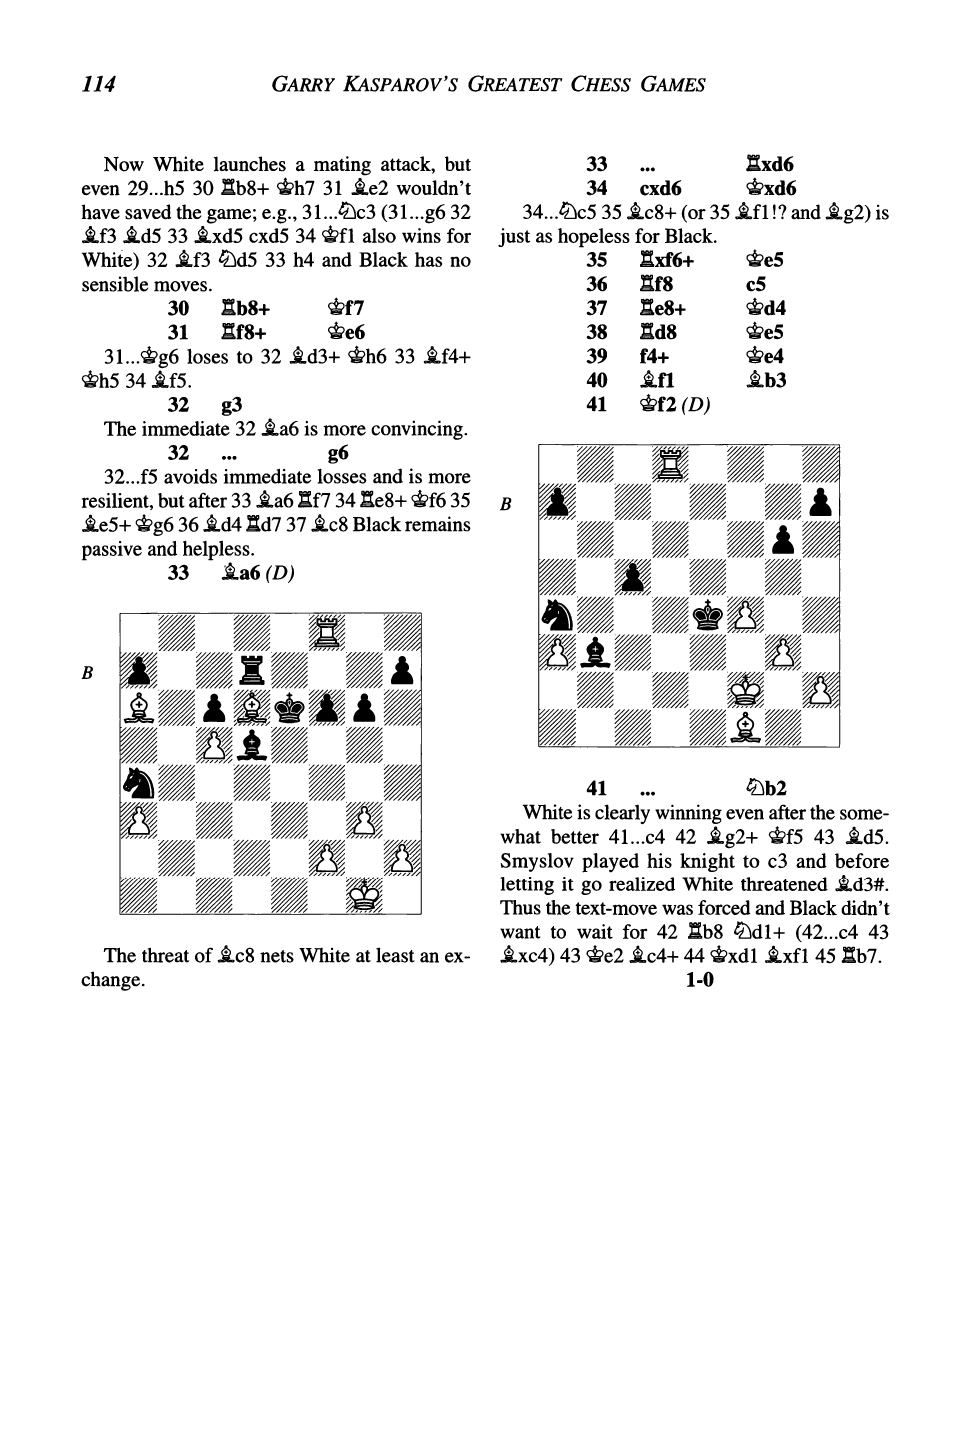 114 GARRY KASPAROV'S GREATEST CHESS GAMES
Now White launches a mating attack, but
even 29...h5 30 ♖b8+ ♔h7 31 ♗e2 wouldn't
have saved the game; e.g., 31...♘c3 (31...g6 32
♗f3 ♗d5 33 ♗xd5 cxd5 34 ♔f1 also wins for
White) 32 ♗f3 ♘d5 33 h4 and Black has no
sensible moves.
30 ♖b8+ ♔f7
31 ♖f8+ ♔e6
31...♔g6 loses to 32 ♗d3+ ♔h6 33 ♗f4+
♔h5 34 ♗f5.
32 g3
The immediate 32 ♗a6 is more convincing.
32 ... g6
32...f5 avoids immediate losses and is more
resilient, but after 33 ♗a6 ♖f7 34 ♖e8+ ♔f6 35
♗e5+ ♔g6 36 ♗d4 ♖d7 37 ♗c8 Black remains
passive and helpless.
33 ♗a6 (D)
B
The threat of ♗c8 nets White at least an ex-
change.
33 ... ♖xd6
34 cxd6 ♔xd6
34...♘c5 35 ♗c8+ (or 35 ♗f1!? and ♗g2) is
just as hopeless for Black.
35 ♖xf6+ ♔e5
36 ♖f8 c5
37 ♖e8+ ♔d4
38 ♖d8 ♔e5
39 f4+ ♔e4
40 ♗f1 ♗b3
41 ♔f2 (D)
B
41 ... ♘b2
White is clearly winning even after the some-
what better 41...c4 42 ♗g2+ ♔f5 43 ♗d5.
Smyslov played his knight to c3 and before
letting it go realized White threatened ♗d3#.
Thus the text-move was forced and Black didn't
want to wait for 42 ♖b8 ♘d1+ (42...c4 43
♗xc4) 43 ♔e2 ♗c4+ 44 ♔xd1 ♗xf1 45 ♖b7.
1-0